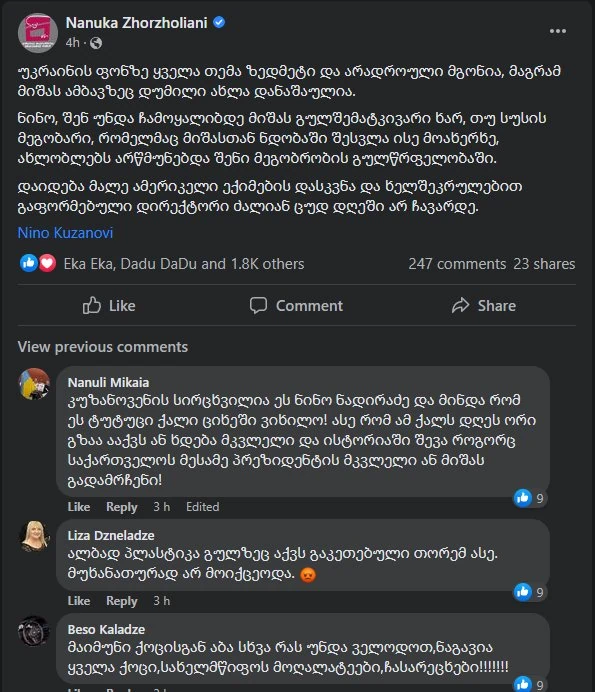 Nanuka Zhorzholiani
4h ·
უკრაინის ფონზე ყველა თემა ზედმეტი და არადროული მგონია, მაგრამ
მიშას ამბავზეც დუმილი ახლა დანაშაულია.
ნინო, შენ უნდა ჩამოყალიბდე მიშას გულშემატკივარი ხარ, თუ სუსის
მეგობარი, რომელმაც მიშასთან ნდობაში შესვლა ისე მოახერხე,
ახლობლებს არწმუნებდა შენი მეგობრობის გულწრფელობაში.
დაიდება მალე ამერიკელი ექიმების დასკვნა და ხელშეკრულებით
გაფორმებული დირექტორი ძალიან ცუდ დღეში არ ჩავარდე.
Nino Kuzanovi
Eka Eka, Dadu DaDu and 1.8K others
247 comments 23 shares
Like
Comment
Share
View previous comments
Nanuli Mikaia
კუზანოვენის სირცხვილია ეს ნინო ნადირაძე და მინდა რომ
ეს ტუტუცი ქალი ციხეში ვიხილო! ასე რომ ამ ქალს დღეს ორი
გზაა ააქვს ან ხდება მკვლელი და ისტორიაში შევა როგორც
საქართველოს მესამე პრეზიდენტის მკვლელი ან მიშას
გადამრჩენი!
9
Like Reply 3 h Edited
Liza Dzneladze
ალბად პლასტიკა გულზეც აქვს გაკეთებული თორემ ასე.
მუხანათურად არ მოიქცეოდა.
9
Like Reply 3 h
Beso Kaladze
მაიმუნი ქოცისგან აბა სხვა რას უნდა ველოდოთ,ნაგავია
ყველა ქოცი,სახელმწიფოს მოღალატეები,ჩასარეცხები!!!!!!!
9